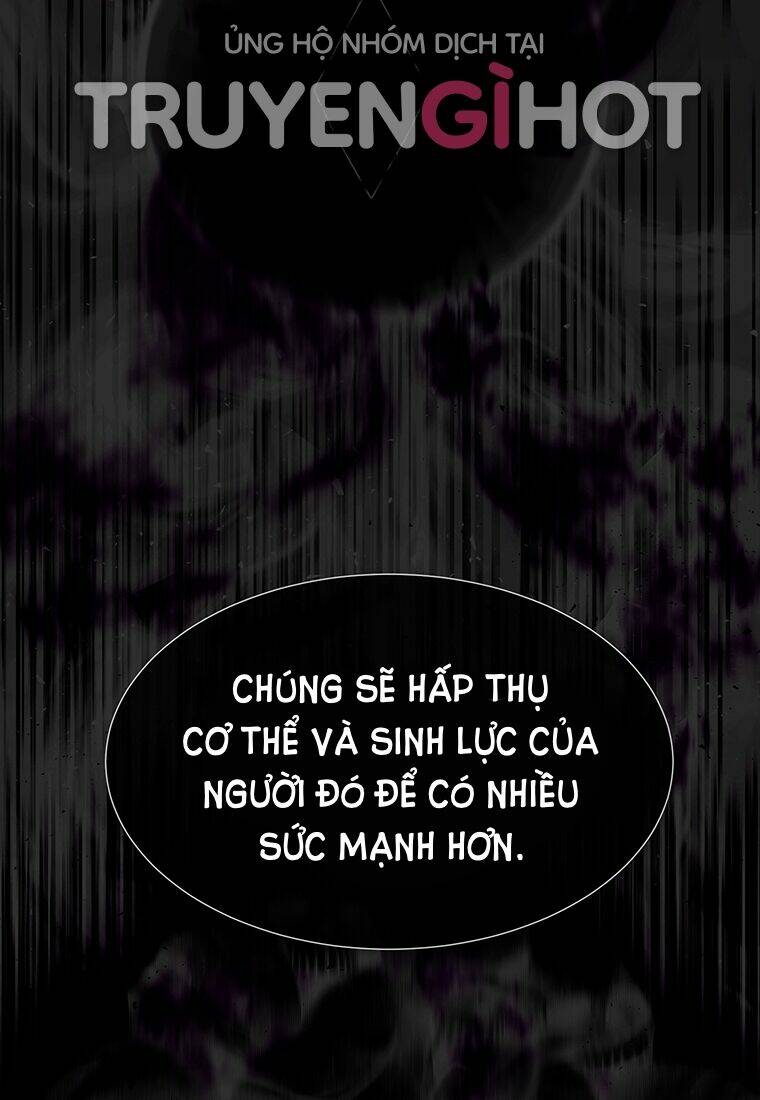 ỦNG HỘ NHÓM DỊCH TẠI
TRUYENGÌHOT
CHÚNG SẼ HẤP THỤ
CƠ THỂ VÀ SINH LỰC CỦA
NGƯỜI ĐÓ ĐỂ CÓ NHIỀU
SỨC MẠNH HƠN.